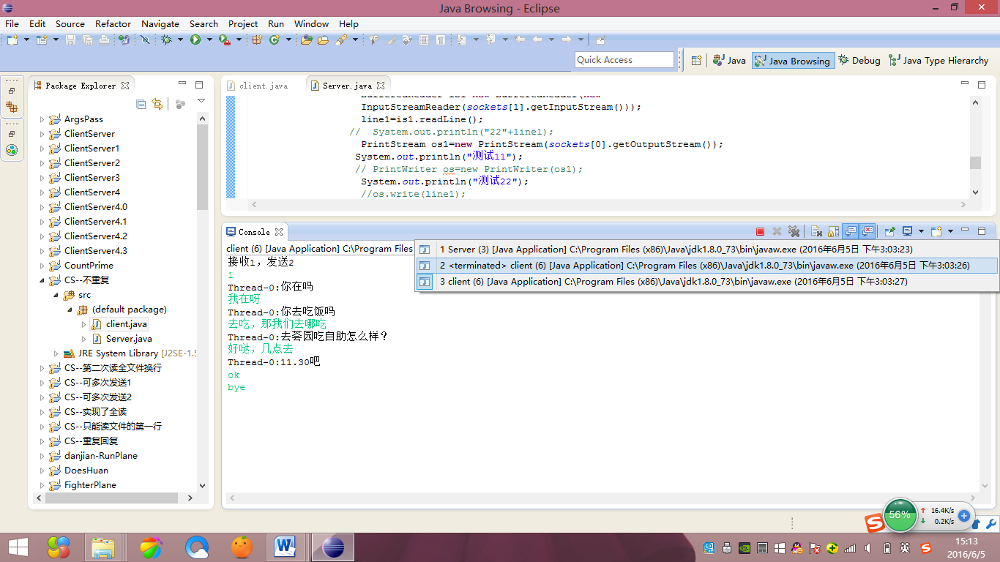 Java Browsing - Eclipse
File Edit Source Refactor Navigate Search Project Run Window Help
Quick Access
Java Java Browsing Debug Java Type Hierarchy
Package Explorer
ArgsPass
ClientServer
ClientServer1
ClientServer2
ClientServer3
ClientServer4
ClientServer4.0
ClientServer4.1
ClientServer4.2
ClientServer4.3
CountPrime
CS--不重复
src
(default package)
client.java
Server.java
JRE System Library [J2SE-1.5
CS--第二次读全文件换行
CS--可多次发送1
CS--可多次发送2
CS--实现了全读
CS--只能读文件的第一行
CS--重复回复
danjian-RunPlane
DoesHuan
FighterPlane
client.java Server.java
BufferedReader is1=new BufferedReader(new
InputStreamReader(sockets[1].getInputStream()));
line1=is1.readLine();
// System.out.println("22"+line1);
PrintStream os1=new PrintStream(sockets[0].getOutputStream());
System.out.println("测试11");
// PrintWriter os=new PrintWriter(os1);
System.out.println("测试22");
//os.write(line1);
Console
client (6) [Java Application] C:\Program Files
1 Server (3) [Java Application] C:\Program Files (x86)\Java\jdk1.8.0_73\bin\javaw.exe (2016年6月5日 下午3:03:23)
2 <terminated> client (6) [Java Application] C:\Program Files (x86)\Java\jdk1.8.0_73\bin\javaw.exe (2016年6月5日 下午3:03:26)
3 client (6) [Java Application] C:\Program Files (x86)\Java\jdk1.8.0_73\bin\javaw.exe (2016年6月5日 下午3:03:27)
接收1，发送2
1
Thread-0:你在吗
我在呀
Thread-0:你去吃饭吗
去吃，那我们去哪吃
Thread-0:去荟园吃自助怎么样？
好哒，几点去
Thread-0:11.30吧
ok
bye
56%
16.4K/s
0.2K/s
英
15:13
2016/6/5